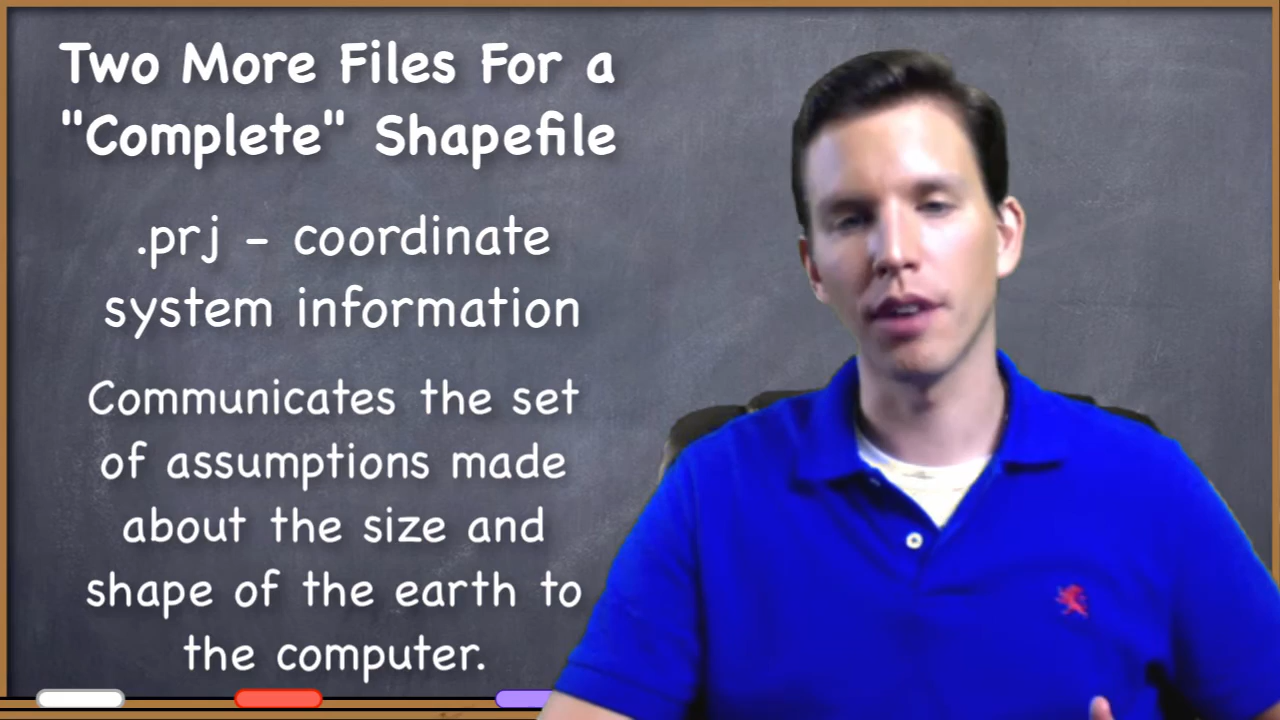 Two More Files For a
"Complete" Shapefile
.prj - coordinate
system information
Communicates the set
of assumptions made
about the size and
shape of the earth to
the computer.